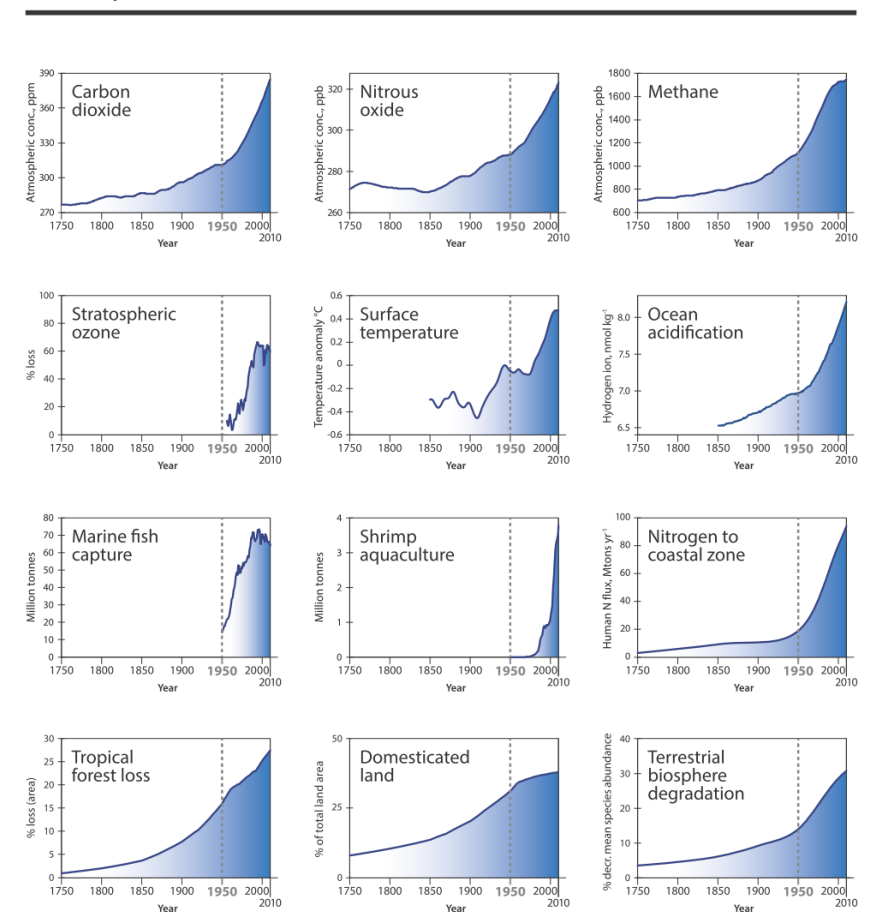 390
360
330
300
270
Atmospheric conc., ppm
Carbon
dioxide
1750 1800 1850 1900 1950 2000
2010
Year
320
300
280
260
Atmospheric conc., ppb
Nitrous
oxide
1750 1800 1850 1900 1950 2000
2010
Year
1800
1600
1400
1200
1000
800
600
Atmospheric conc., ppb
Methane
1750 1800 1850 1900 1950 2000
2010
Year
100
80
60
40
20
0
% loss
Stratospheric
ozone
1750 1800 1850 1900 1950 2000
2010
Year
0.6
0.4
0.2
0
-0.2
-0.4
-0.6
Temperature anomaly °C
Surface
temperature
1750 1800 1850 1900 1950 2000
2010
Year
8.0
7.5
7.0
6.5
Hydrogen ion, nmol kg⁻¹
Ocean
acidification
1750 1800 1850 1900 1950 2000
2010
Year
80
70
60
50
40
30
20
10
0
Million tonnes
Marine fish
capture
1750 1800 1850 1900 1950 2000
2010
Year
4
3
2
1
0
Million tonnes
Shrimp
aquaculture
1750 1800 1850 1900 1950 2000
2010
Year
100
80
60
40
20
0
Human N flux, Mtons yr⁻¹
Nitrogen to
coastal zone
1750 1800 1850 1900 1950 2000
2010
Year
30
25
20
15
10
5
0
% loss (area)
Tropical
forest loss
1750 1800 1850 1900 1950 2000
2010
Year
50
25
0
% of total land area
Domesticated
land
1750 1800 1850 1900 1950 2000
2010
Year
40
30
20
10
0
% decr. mean species abundance
Terrestrial
biosphere
degradation
1750 1800 1850 1900 1950 2000
2010
Year